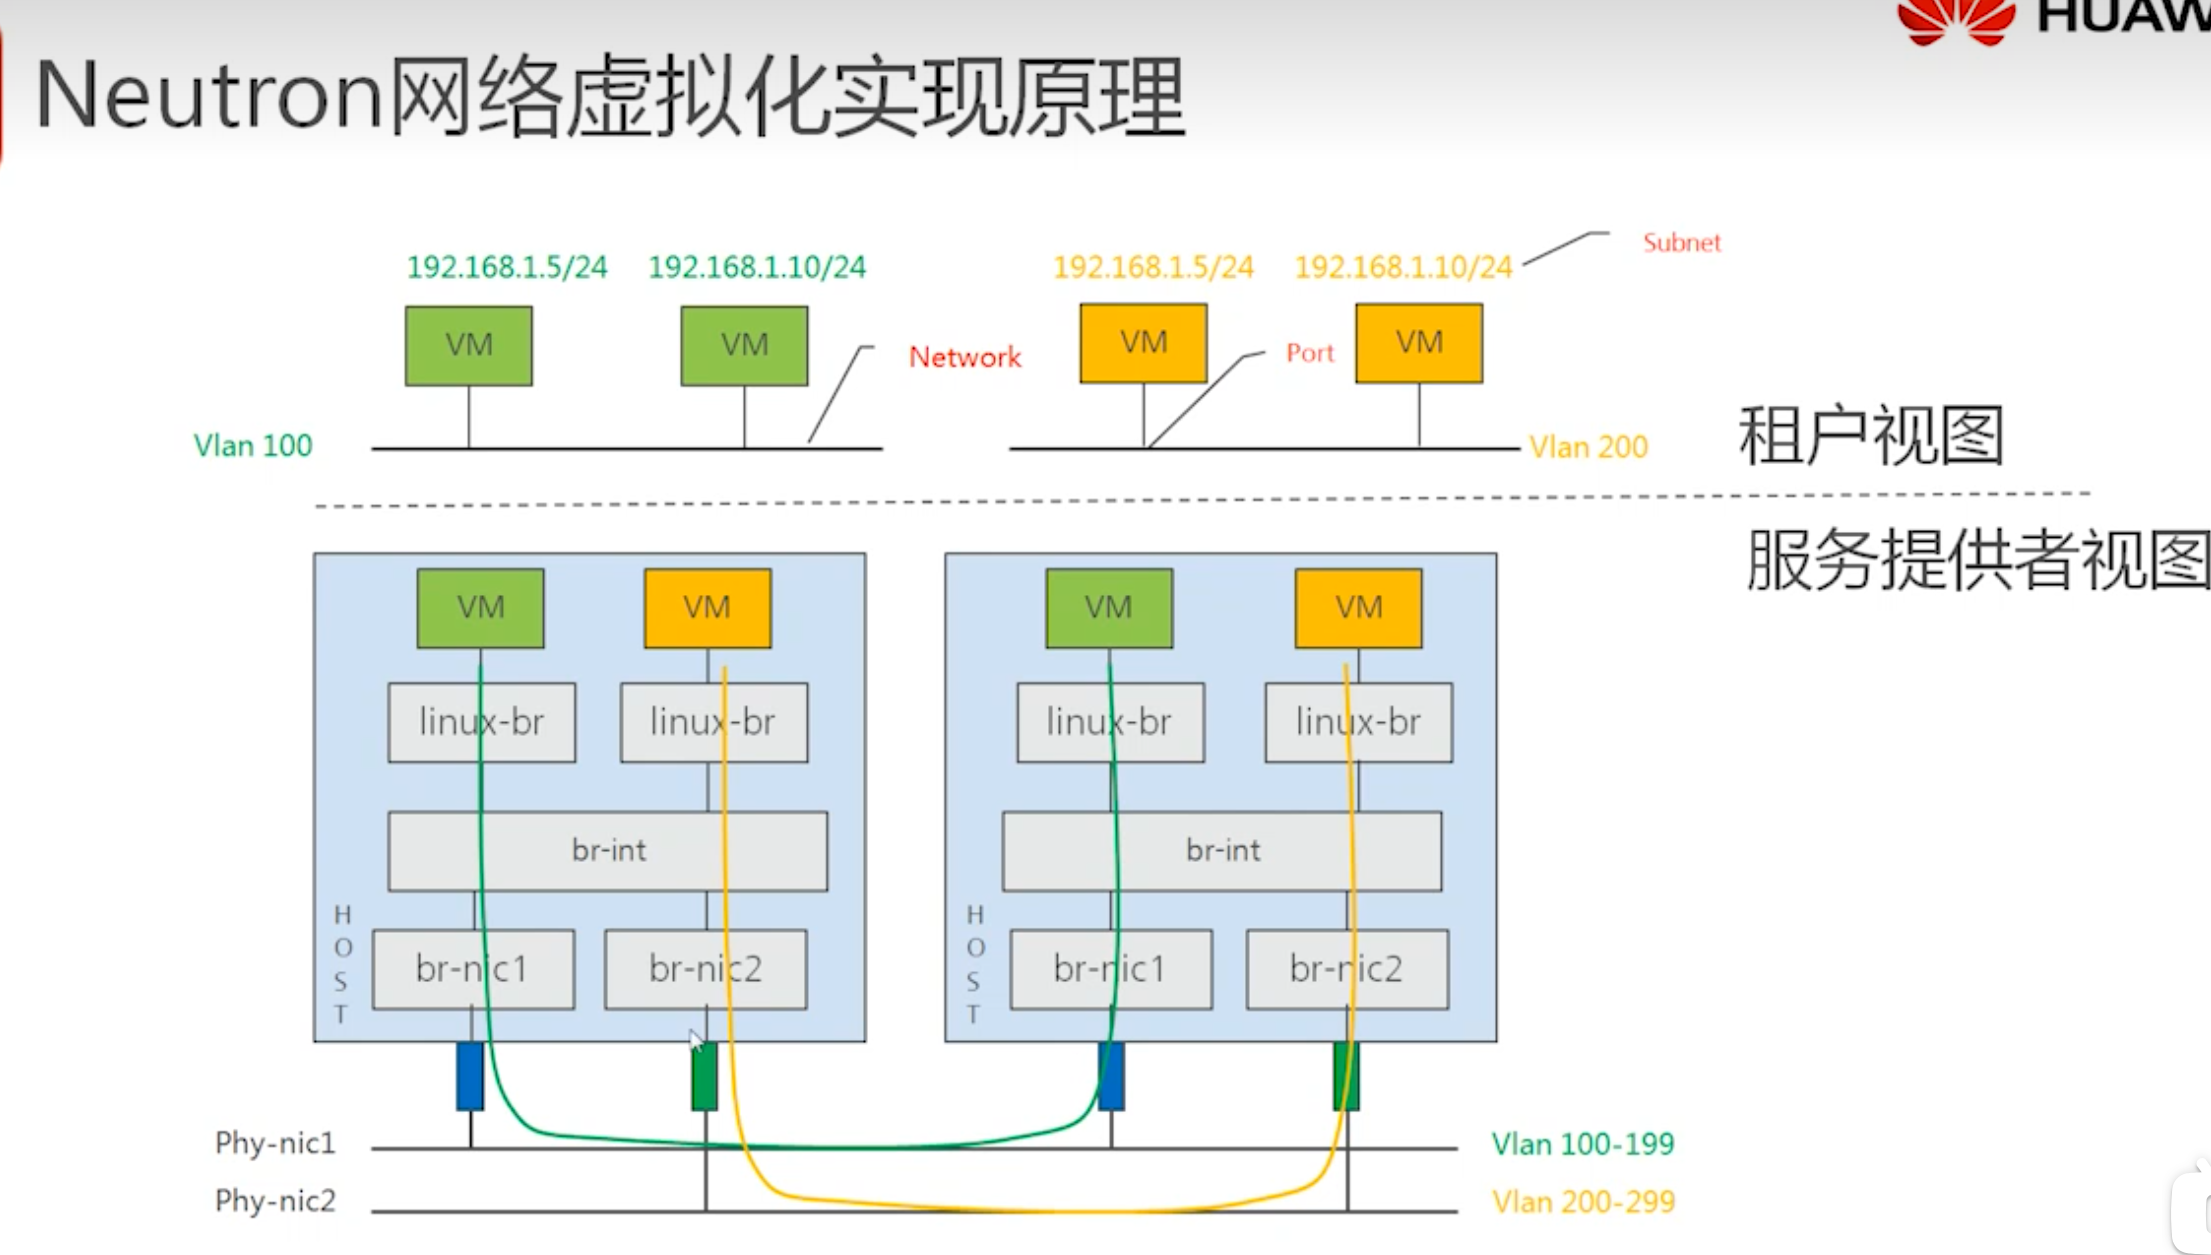 HUAW
Neutron网络虚拟化实现原理
192.168.1.5/24 192.168.1.10/24 192.168.1.5/24 192.168.1.10/24 Subnet
VM VM Network VM Port VM
Vlan 100 Vlan 200 租户视图
服务提供者视图
VM VM VM VM
linux-br linux-br linux-br linux-br
br-int br-int
HOST HOST
br-nic1 br-nic2 br-nic1 br-nic2
Phy-nic1 Vlan 100-199
Phy-nic2 Vlan 200-299